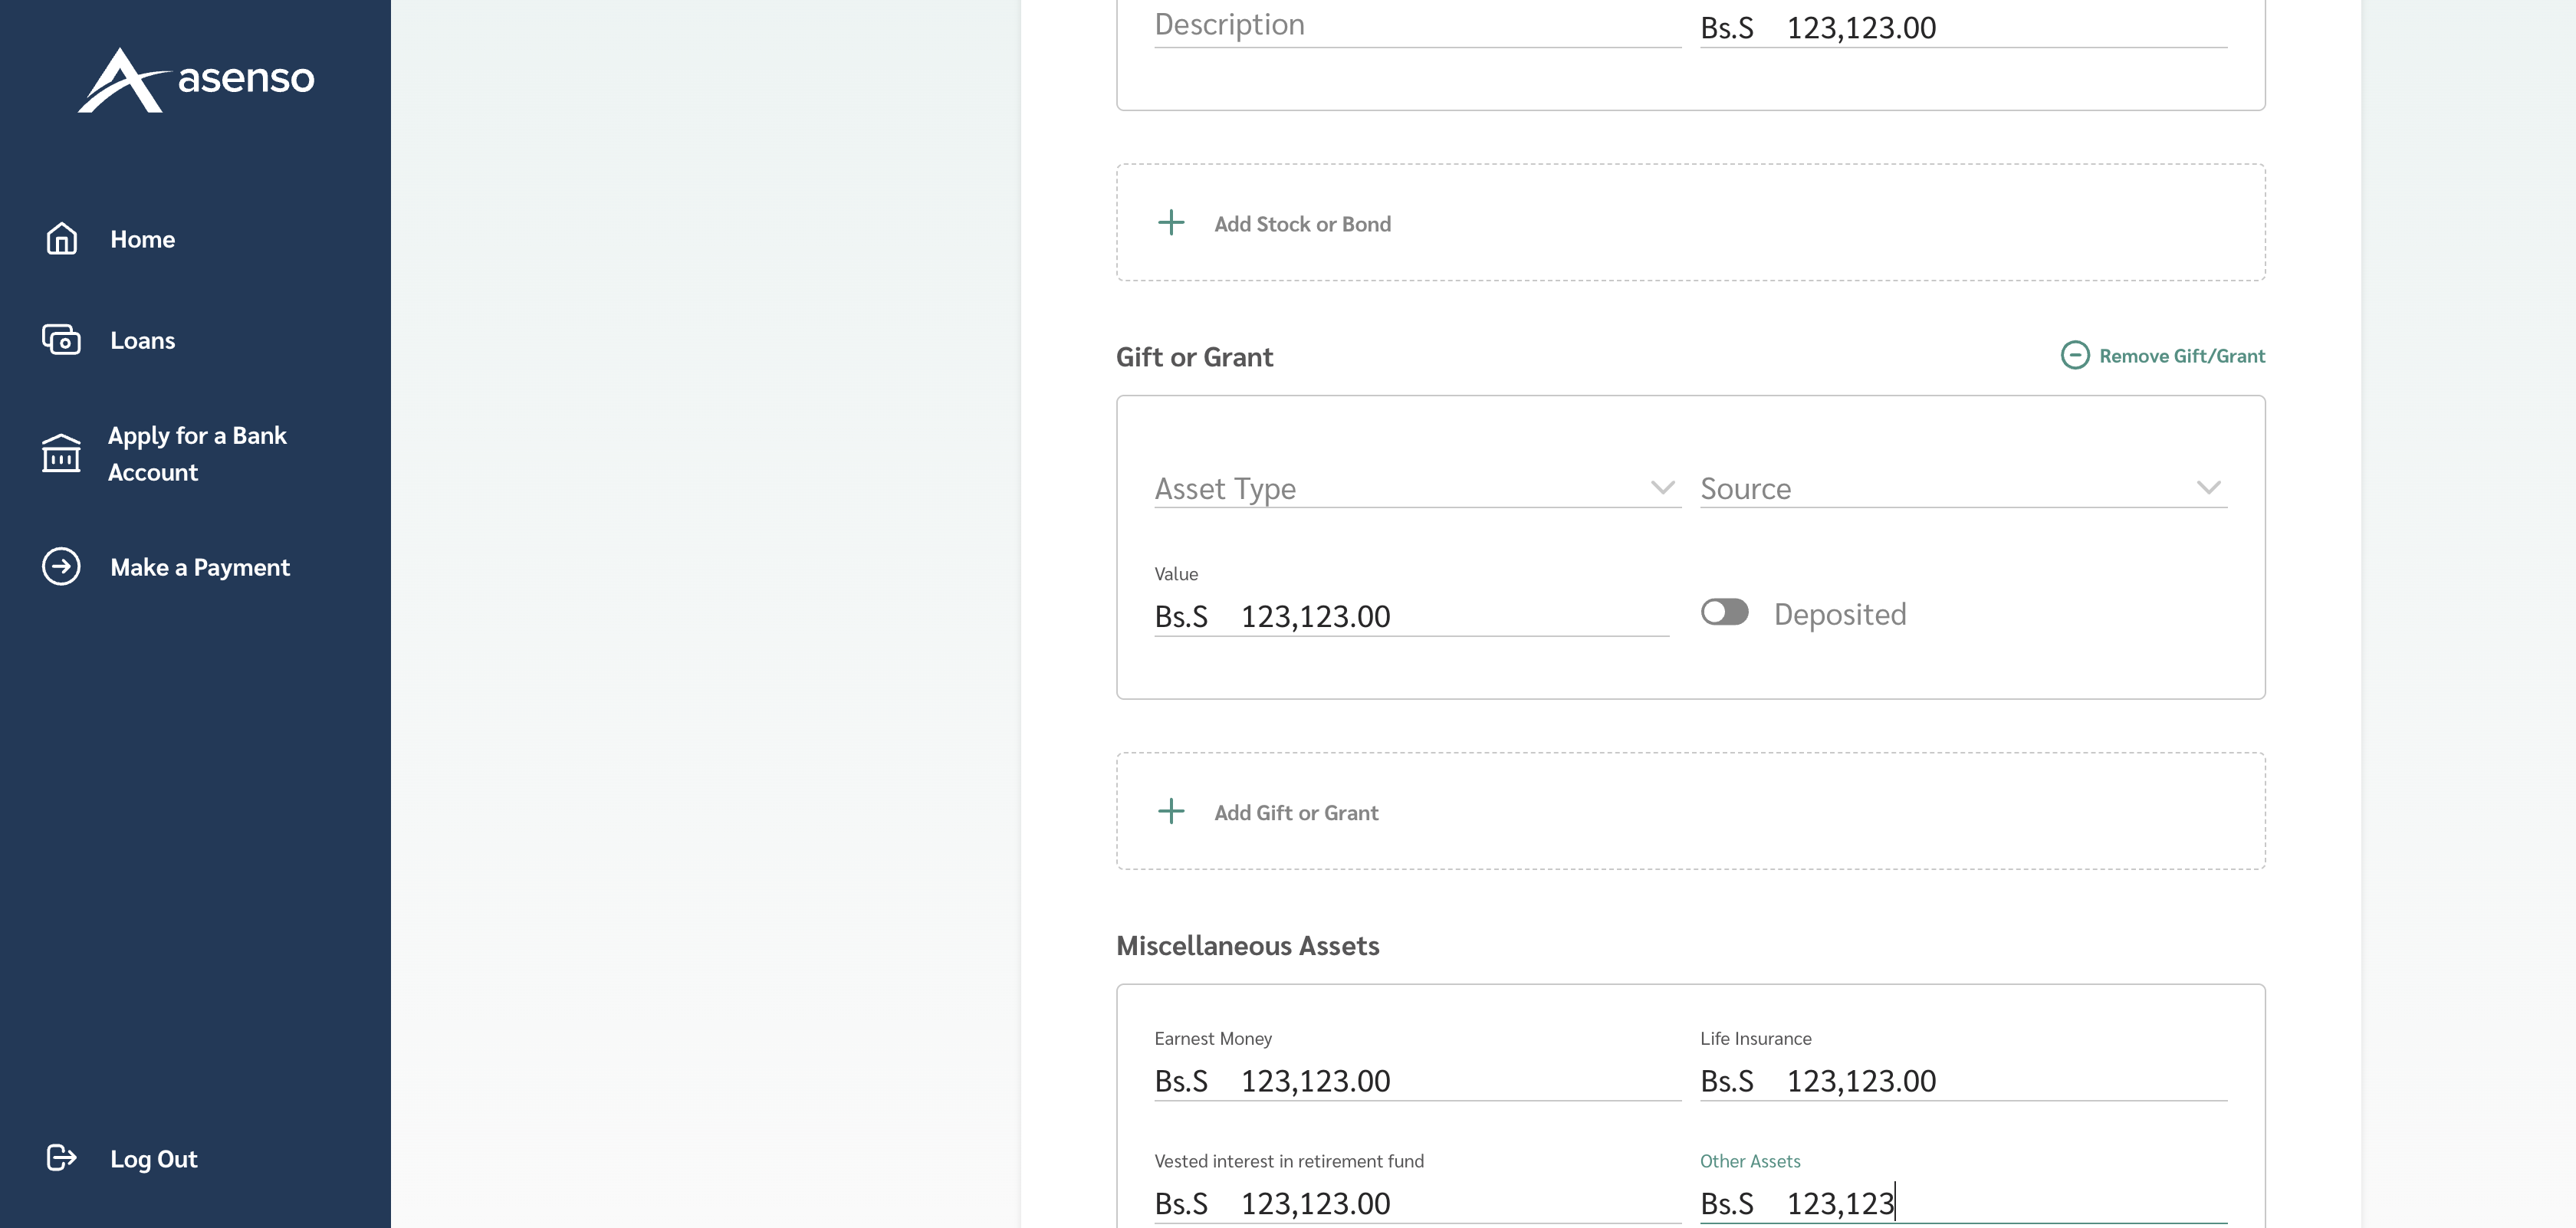 asenso
Home
Loans
Apply for a Bank
Account
Make a Payment
Log Out
Description
Bs.S 123,123.00
Add Stock or Bond
Gift or Grant
Remove Gift/Grant
Asset Type
Source
Value
Bs.S 123,123.00
Deposited
Add Gift or Grant
Miscellaneous Assets
Earnest Money
Life Insurance
Bs.S 123,123.00
Bs.S 123,123.00
Vested interest in retirement fund
Other Assets
Bs.S 123,123.00
Bs.S 123,123